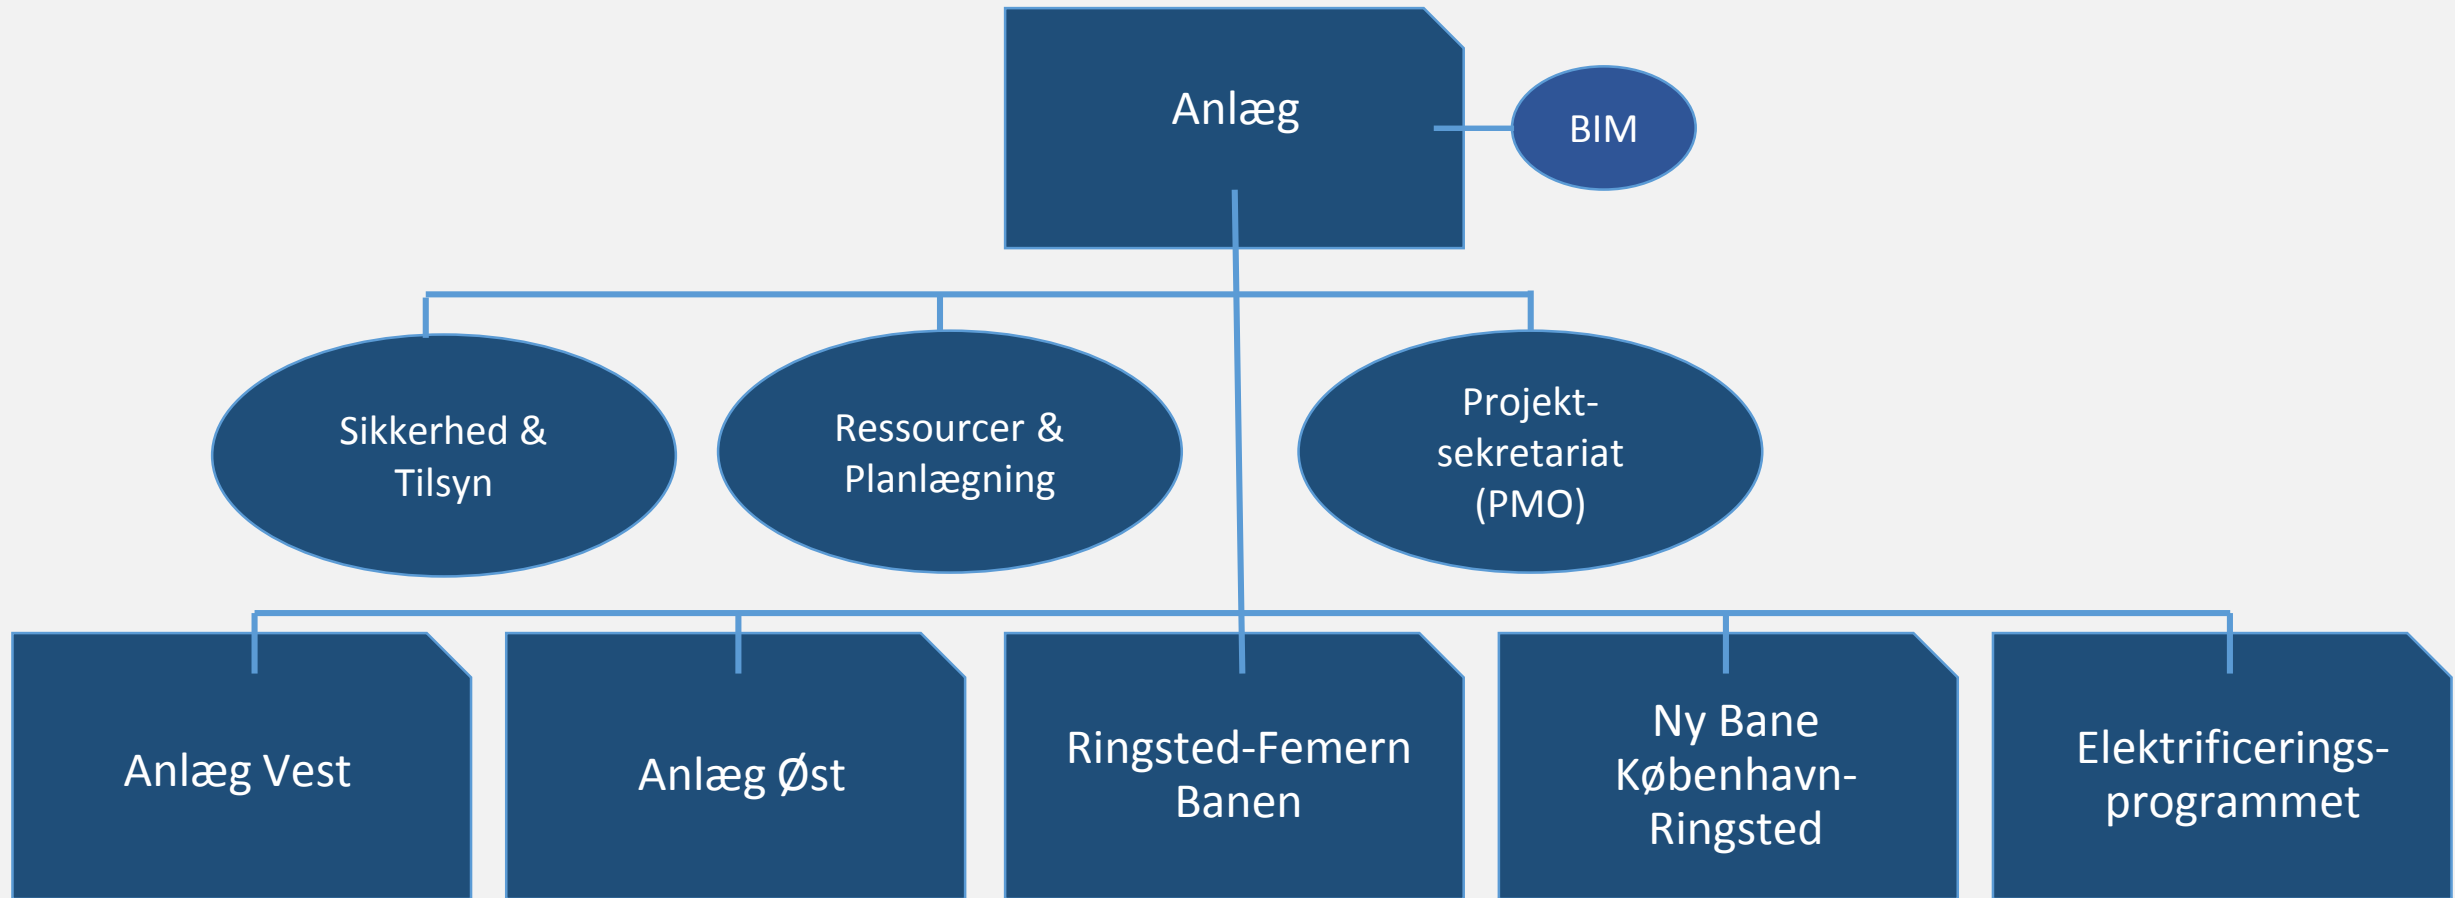 Anlæg
BIM
Sikkerhed &
Tilsyn
Ressourcer &
Planlægning
Projekt-
sekretariat
(PMO)
Anlæg Vest
Anlæg Øst
Ringsted-Femern
Banen
Ny Bane
København-
Ringsted
Elektrificerings-
programmet